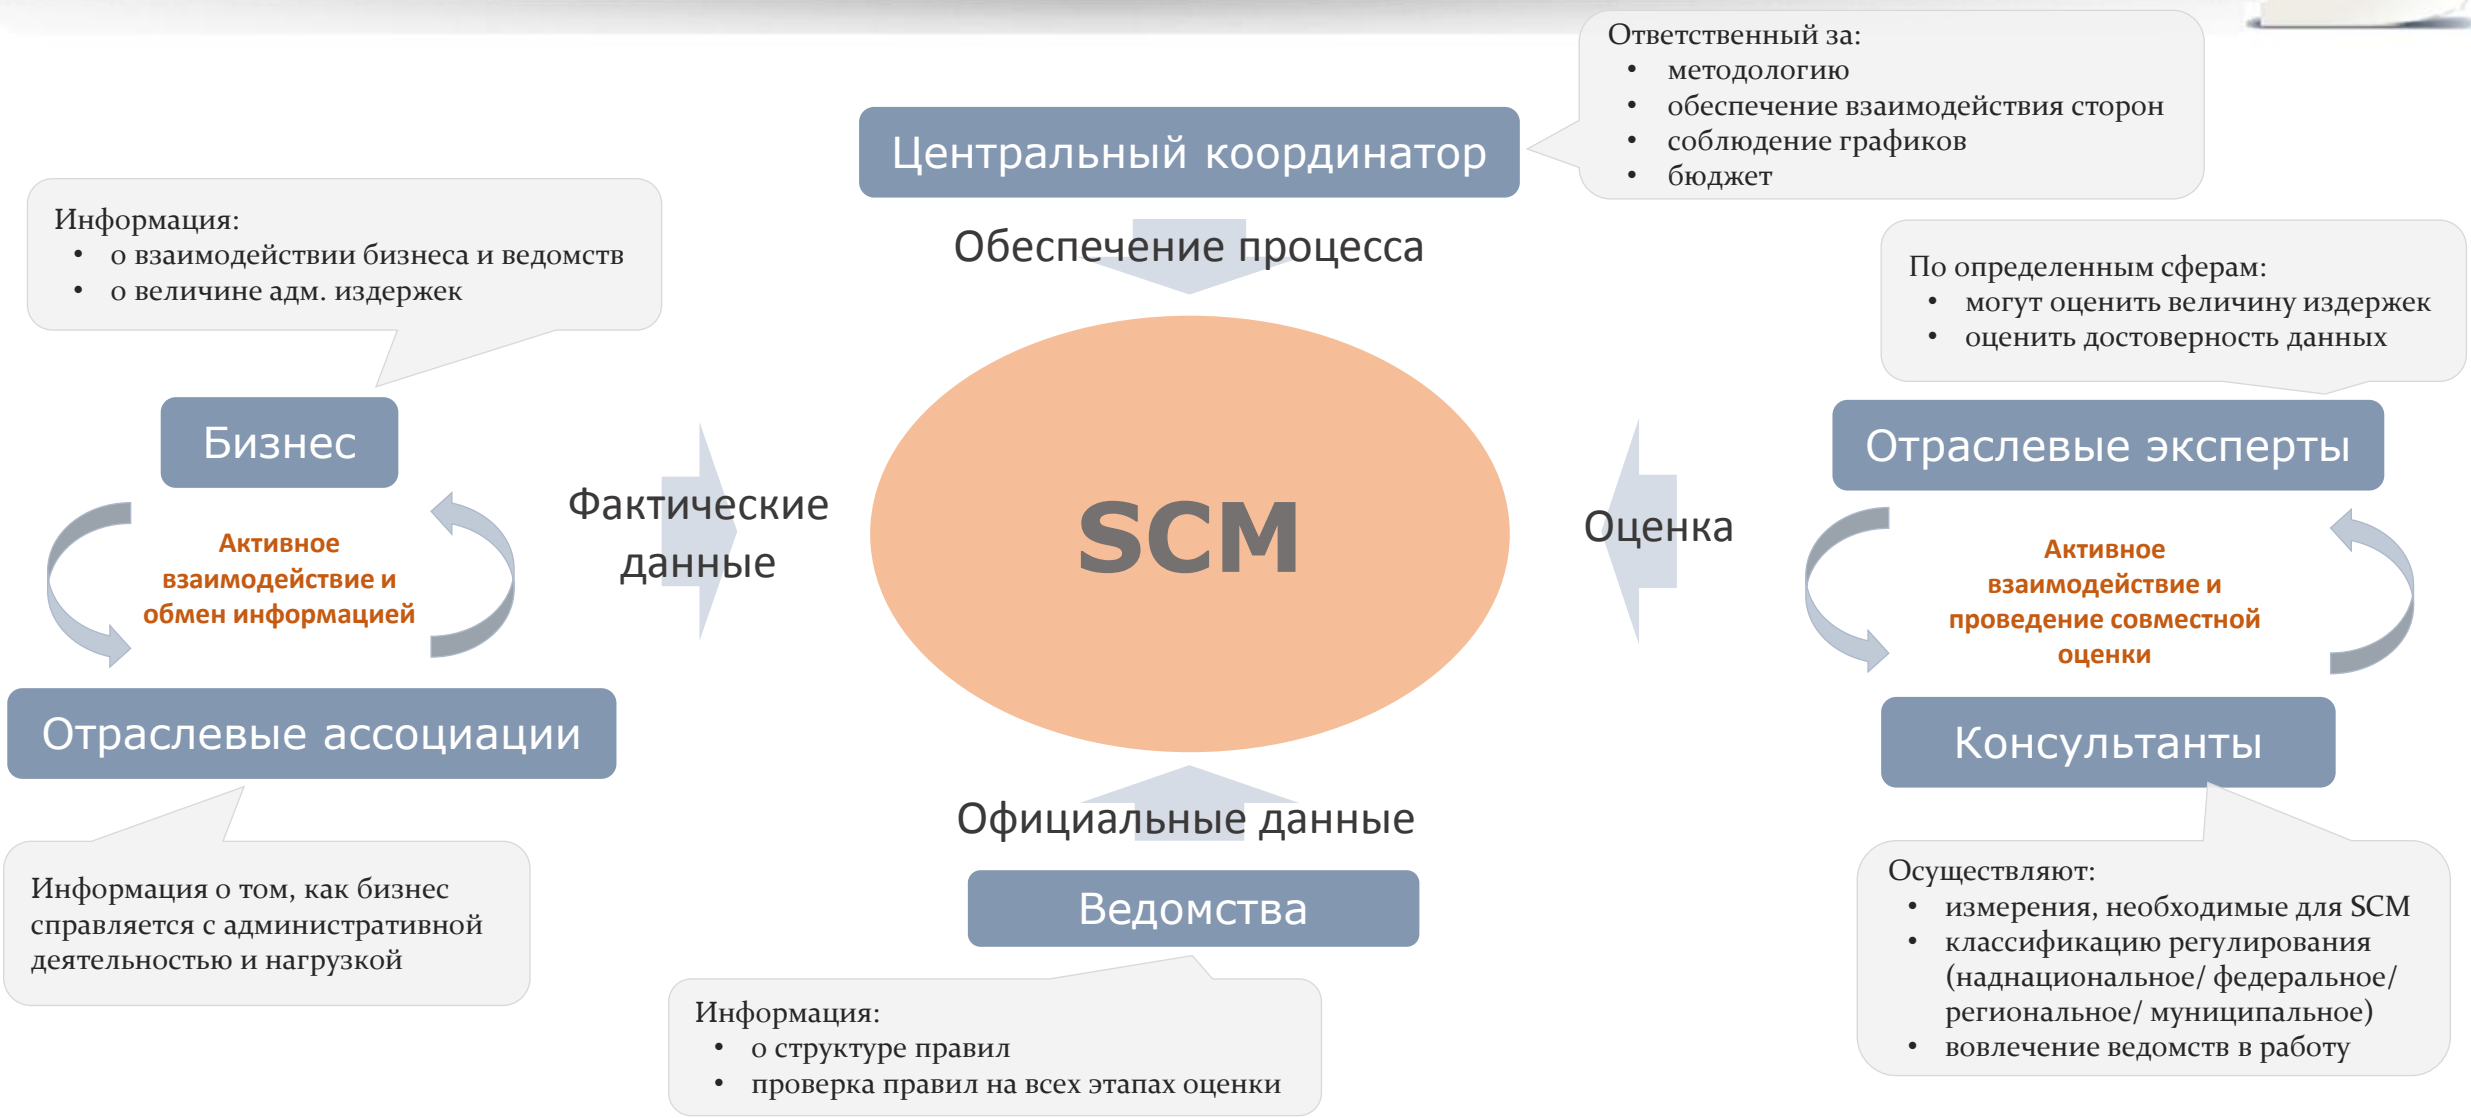 Ответственный за:
• методологию
• обеспечение взаимодействия сторон
• соблюдение графиков
• бюджет
Центральный координатор
Обеспечение процесса
Информация:
• о взаимодействии бизнеса и ведомств
• о величине адм. издержек
По определенным сферам:
• могут оценить величину издержек
• оценить достоверность данных
Бизнес
Активное
взаимодействие и
обмен информацией
Отраслевые ассоциации
Информация о том, как бизнес
справляется с административной
деятельностью и нагрузкой
Фактические
данные
SCM
Оценка
Отраслевые эксперты
Активное
взаимодействие и
проведение совместной
оценки
Консультанты
Осуществляют:
• измерения, необходимые для SCM
• классификацию регулирования
(наднациональное/ федеральное/
региональное/ муниципальное)
• вовлечение ведомств в работу
Официальные данные
Ведомства
Информация:
• о структуре правил
• проверка правил на всех этапах оценки